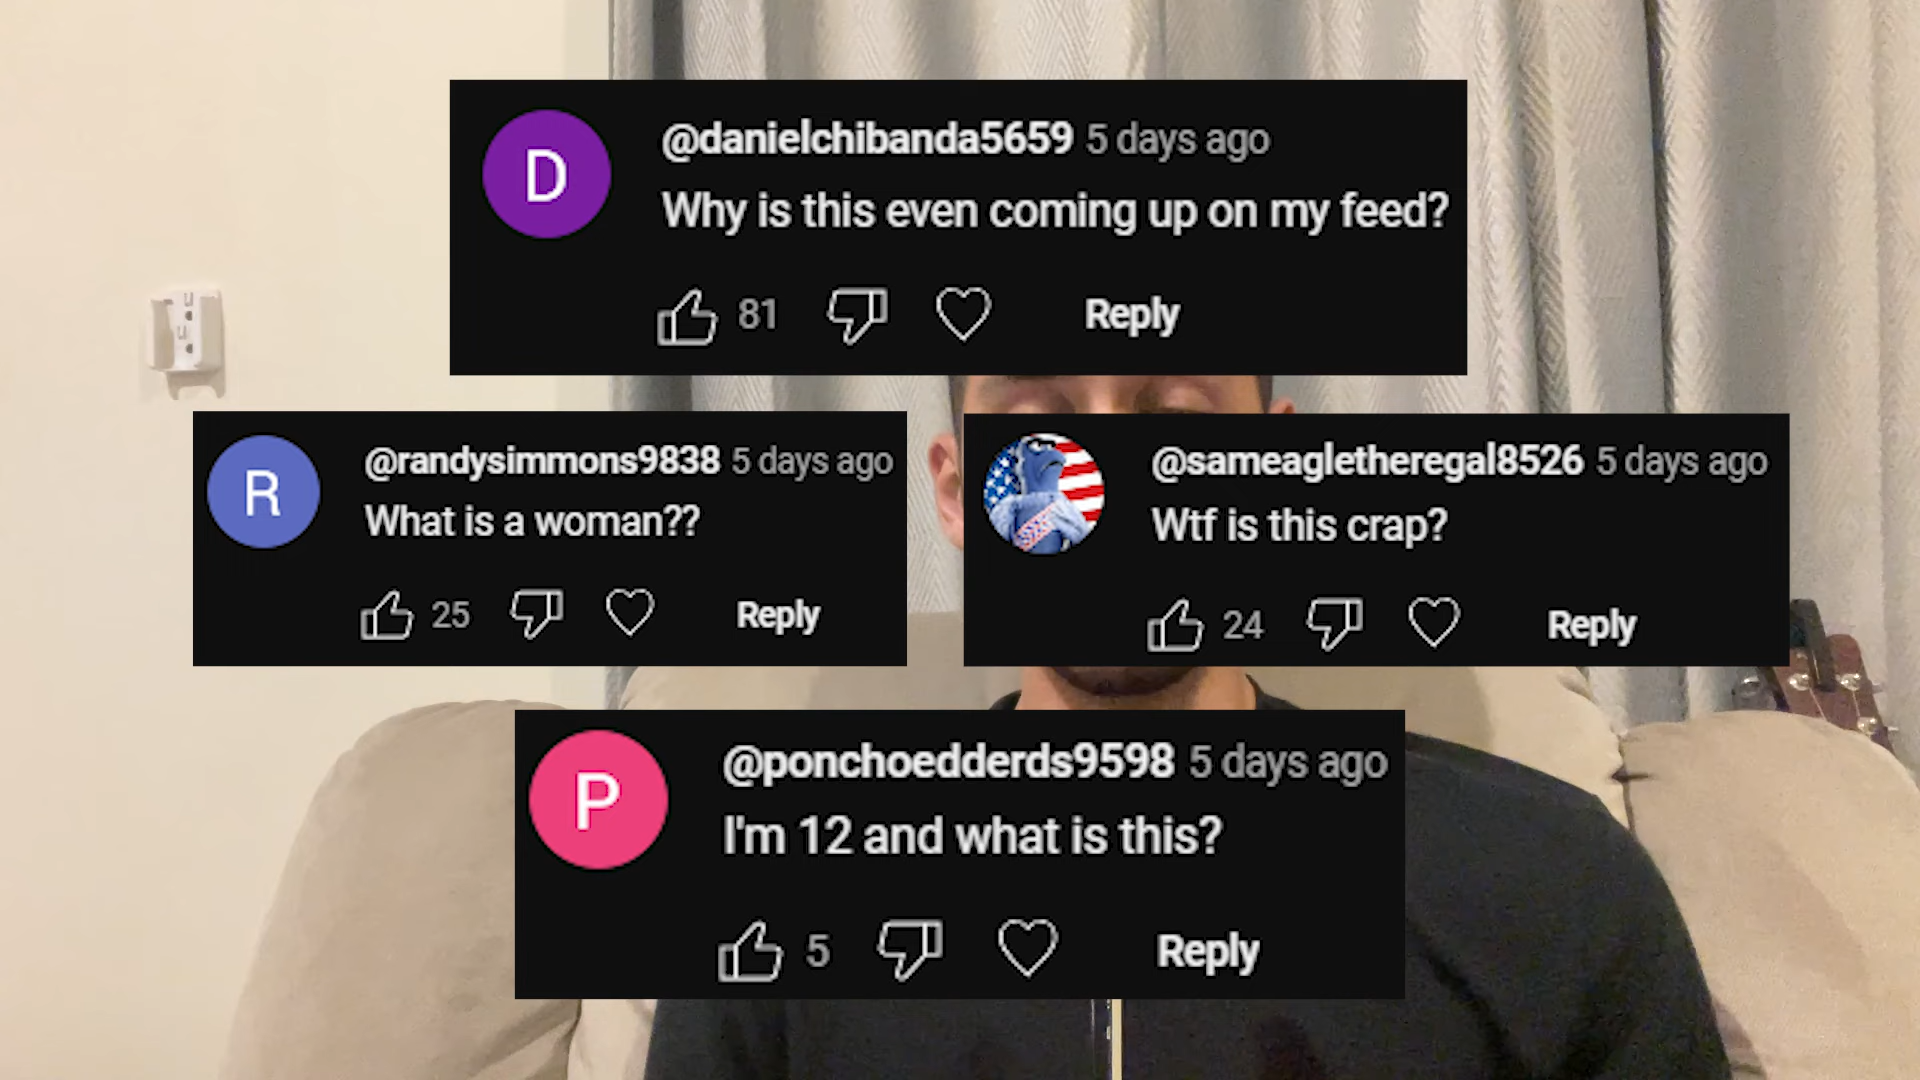 D
@danielchibanda5659 5 days ago
Why is this even coming up on my feed?
81 Reply
R
@randysimmons9838 5 days ago
What is a woman??
25 Reply
@sameagletheregal8526 5 days ago
Wtf is this crap?
24 Reply
P
@ponchoedderds9598 5 days ago
I'm 12 and what is this?
5 Reply